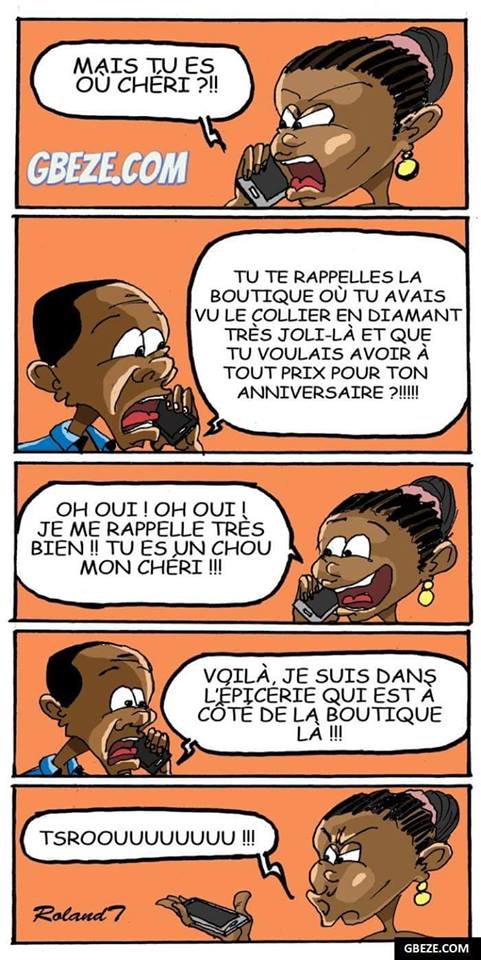 MAIS TU ES
OÙ CHÉRI ?!!
GBEZE.COM
TU TE RAPPELLES LA
BOUTIQUE OÙ TU AVAIS
VU LE COLLIER EN DIAMANT
TRÈS JOLI-LÀ ET QUE
TU VOULAIS AVOIR À
TOUT PRIX POUR TON
ANNIVERSAIRE ?!!!!!
OH OUI ! OH OUI !
JE ME RAPPELLE TRÈS
BIEN !! TU ES UN CHOU
MON CHÉRI !!!
VOILÀ, JE SUIS DANS
L'ÉPICERIE QUI EST À
CÔTÉ DE LA BOUTIQUE
LÀ !!!
TSROOUUUUUUUUU !!!
Roland7
GBEZE.COM